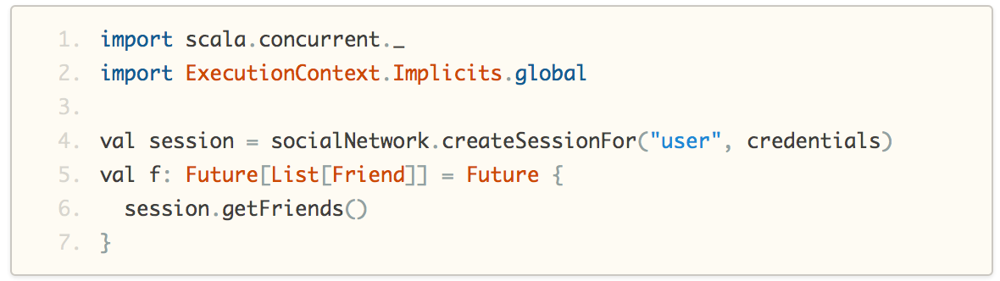 1. import scala.concurrent._
2. import ExecutionContext.Implicits.global
3.
4. val session = socialNetwork.createSessionFor("user", credentials)
5. val f: Future[List[Friend]] = Future {
6.   session.getFriends()
7. }